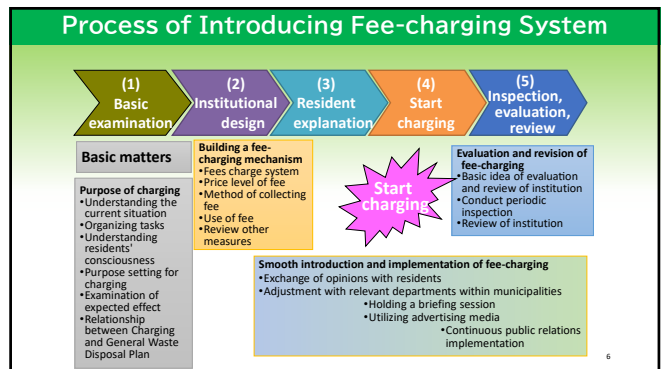 Process of Introducing Fee-charging System
(1)
Basic
examination
(2)
Institutional
design
(3)
Resident
explanation
(4)
Start
charging
(5)
Inspection,
evaluation,
review
Basic matters
Purpose of charging
•Understanding the
current situation
•Organizing tasks
•Understanding
residents'
consciousness
•Purpose setting for
charging
•Examination of
expected effect
•Relationship
between Charging
and General Waste
Disposal Plan
Building a fee-
charging mechanism
•Fees charge system
•Price level of fee
•Method of collecting
fee
•Use of fee
•Review other
measures
Start
charging
Evaluation and revision of
fee-charging
•Basic idea of evaluation
and review of institution
•Conduct periodic
inspection
•Review of institution
Smooth introduction and implementation of fee-charging
•Exchange of opinions with residents
•Adjustment with relevant departments within municipalities
•Holding a briefing session
•Utilizing advertising media
•Continuous public relations
implementation
6